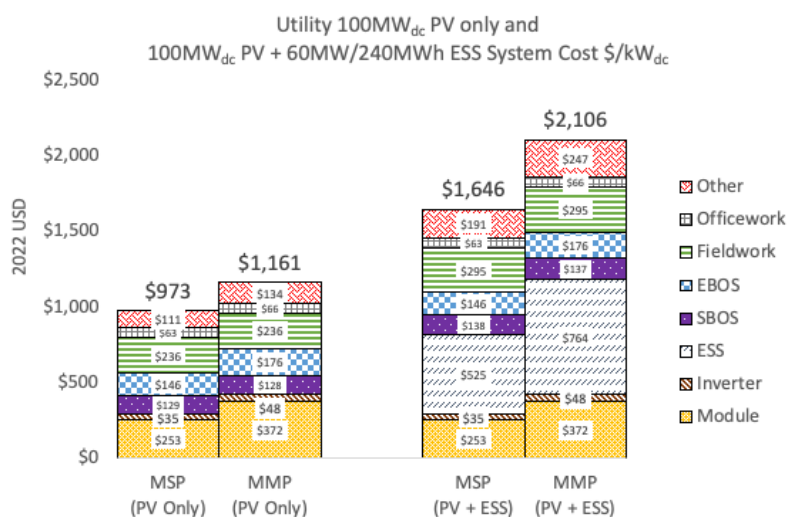 Utility 100MWdc PV only and
100MWdc PV + 60MW/240MWh ESS System Cost $/kWdc
2022 USD
$2,500
$2,000
$1,500
$1,000
$500
$0
$973
$111
$63
$236
$146
$129
$35
$253
MSP
(PV Only)
$1,161
$134
$66
$236
$176
$128
$48
$372
MMP
(PV Only)
$1,646
$191
$63
$295
$146
$138
$525
$35
$253
MSP
(PV + ESS)
$2,106
$247
$66
$295
$176
$137
$764
$48
$372
MMP
(PV + ESS)
Other
Officework
Fieldwork
EBOS
SBOS
ESS
Inverter
Module